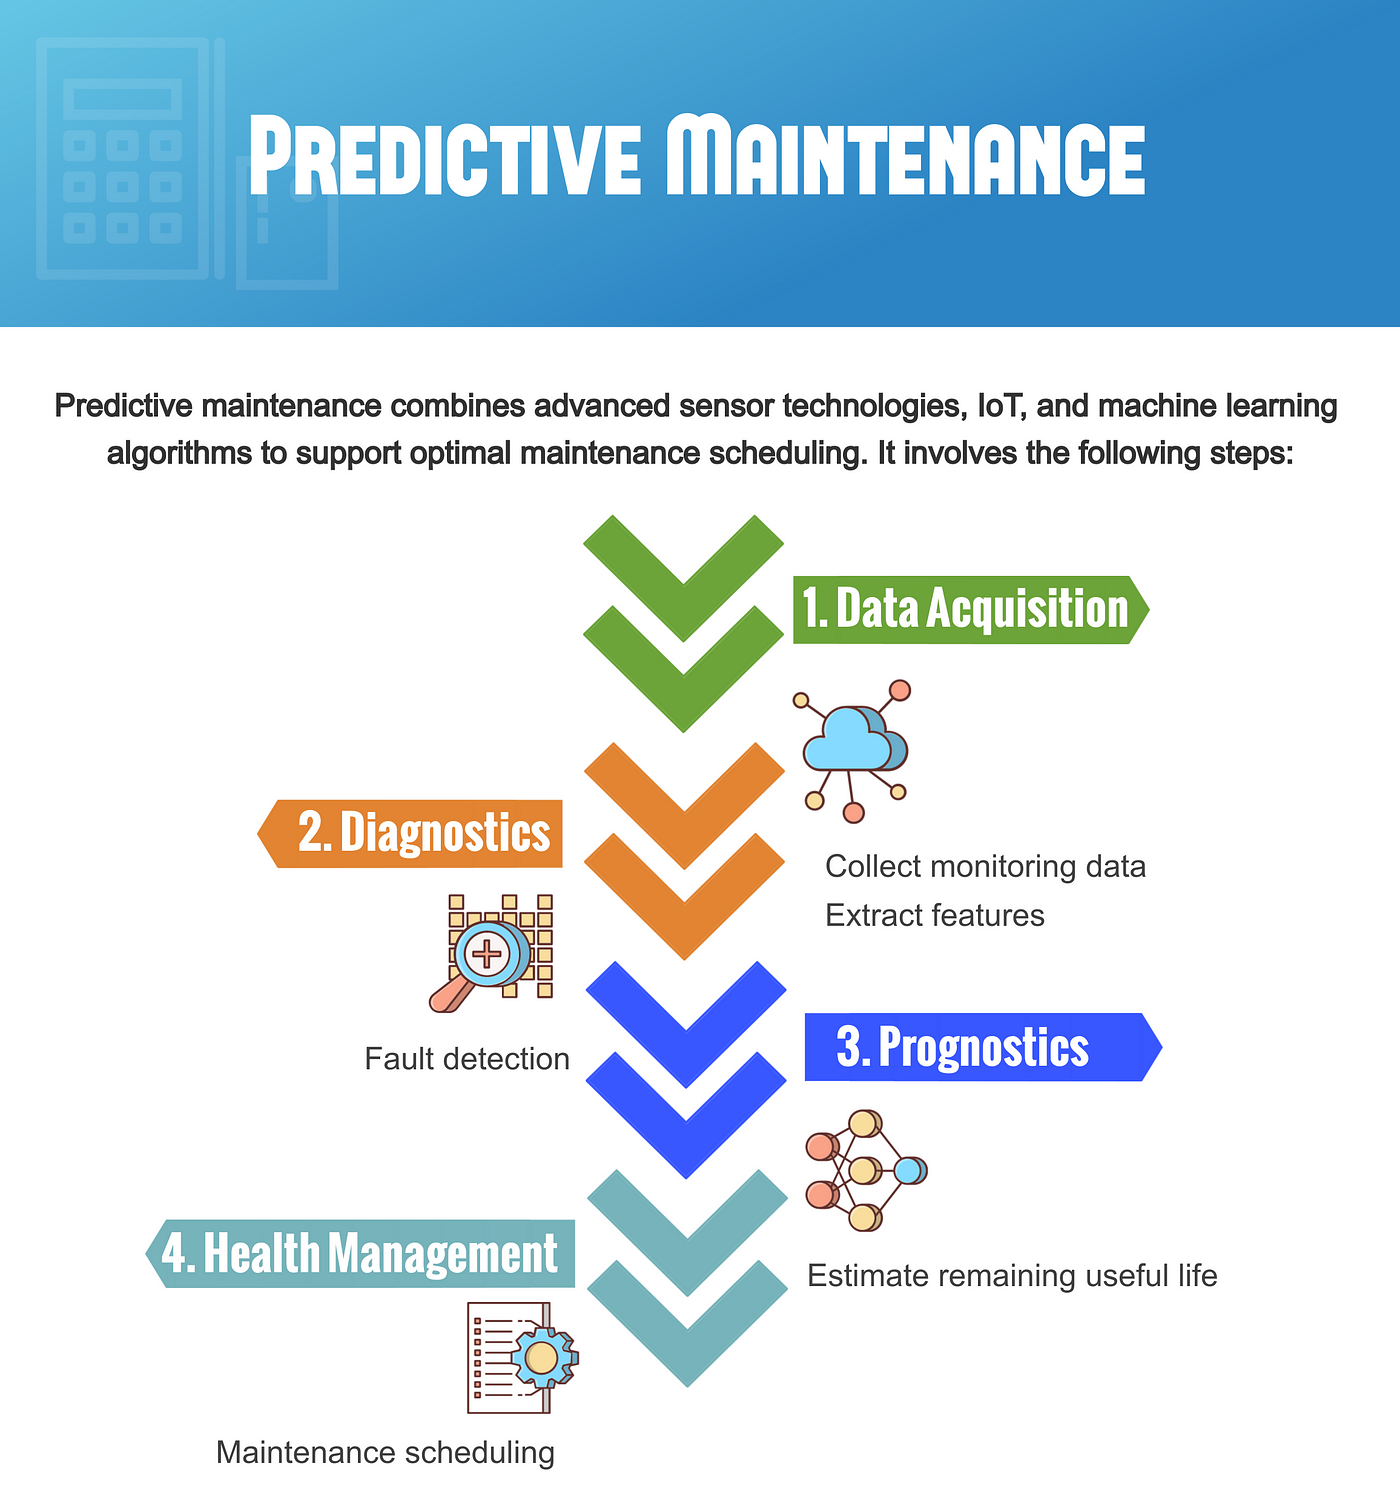 PREDICTIVE MAINTENANCE
Predictive maintenance combines advanced sensor technologies, IoT, and machine learning
algorithms to support optimal maintenance scheduling. It involves the following steps:
1. Data Acquisition
Collect monitoring data
Extract features
2. Diagnostics
Fault detection
3. Prognostics
Estimate remaining useful life
4. Health Management
Maintenance scheduling